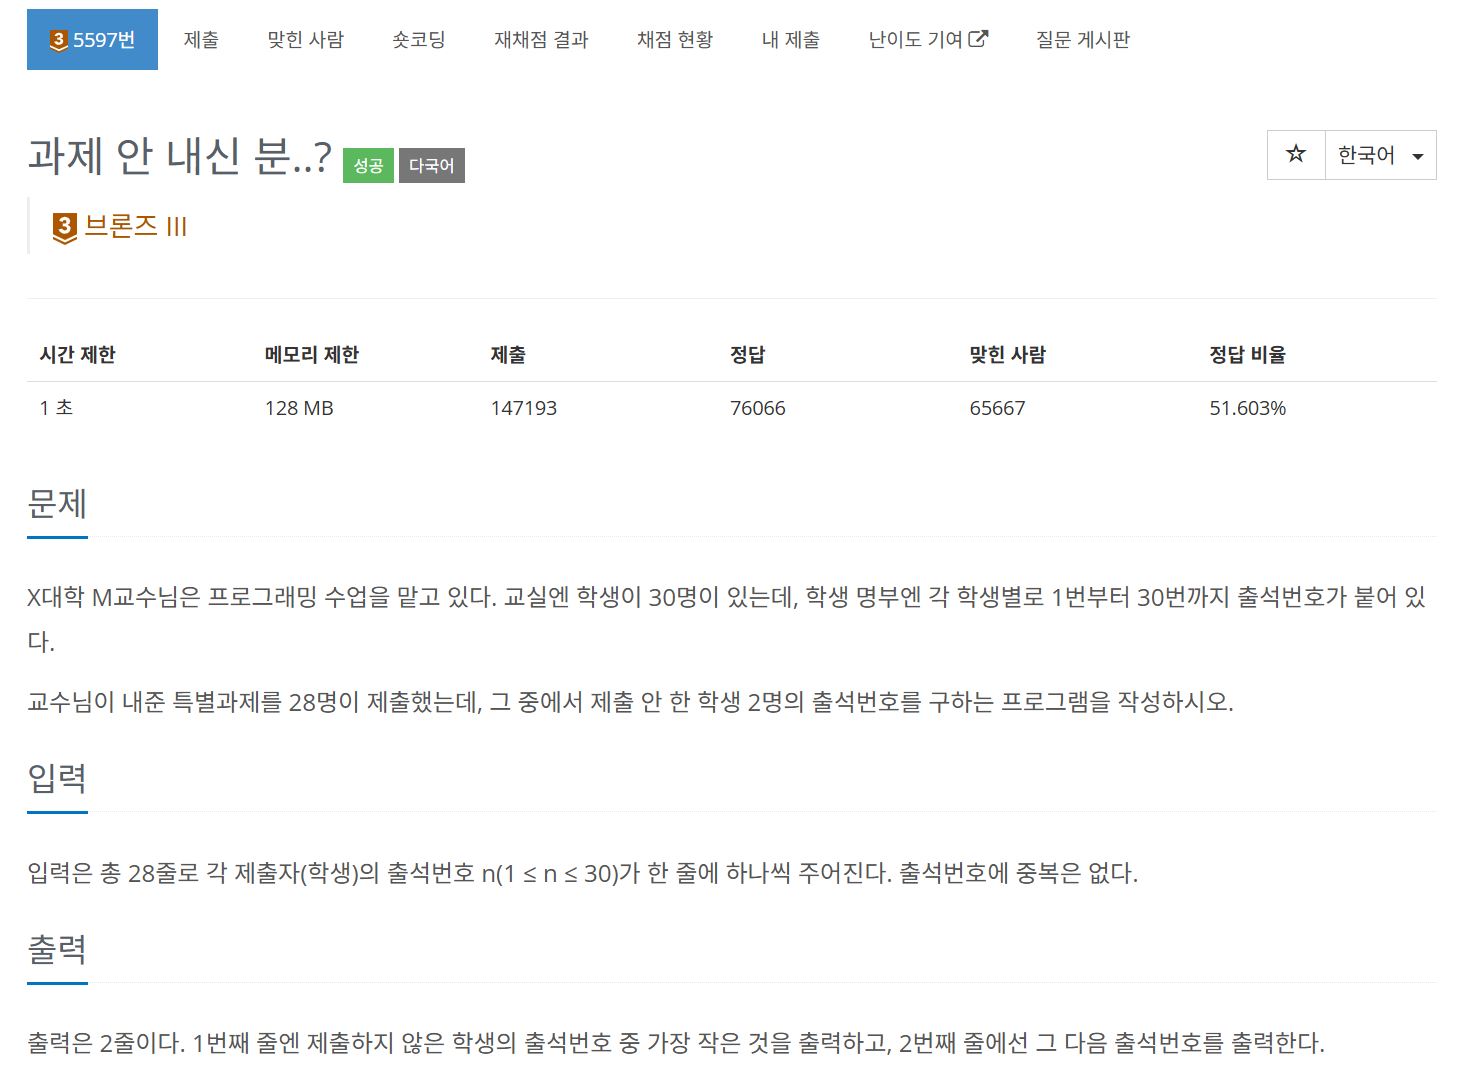 3 5597번 제출 맞힌 사람 숏코딩 재채점 결과 채점 현황 내 제출 난이도 기여 질문 게시판
과제 안 내신 분..? 성공 다국어 ☆ 한국어
3 브론즈 III
시간 제한 메모리 제한 제출 정답 맞힌 사람 정답 비율
1 초 128 MB 147193 76066 65667 51.603%
문제
X대학 M교수님은 프로그래밍 수업을 맡고 있다. 교실엔 학생이 30명이 있는데, 학생 명부엔 각 학생별로 1번부터 30번까지 출석번호가 붙어 있
다.
교수님이 내준 특별과제를 28명이 제출했는데, 그 중에서 제출 안 한 학생 2명의 출석번호를 구하는 프로그램을 작성하시오.
입력
입력은 총 28줄로 각 제출자(학생)의 출석번호 n(1 ≤ n ≤ 30)가 한 줄에 하나씩 주어진다. 출석번호에 중복은 없다.
출력
출력은 2줄이다. 1번째 줄엔 제출하지 않은 학생의 출석번호 중 가장 작은 것을 출력하고, 2번째 줄에선 그 다음 출석번호를 출력한다.